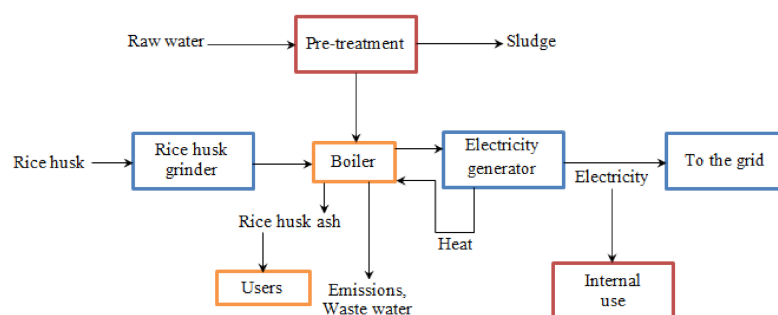 Raw water
Pre-treatment
Sludge
Rice husk
Rice husk
grinder
Boiler
Electricity
generator
To the grid
Electricity
Rice husk ash
Heat
Users
Emissions,
Waste water
Internal
use